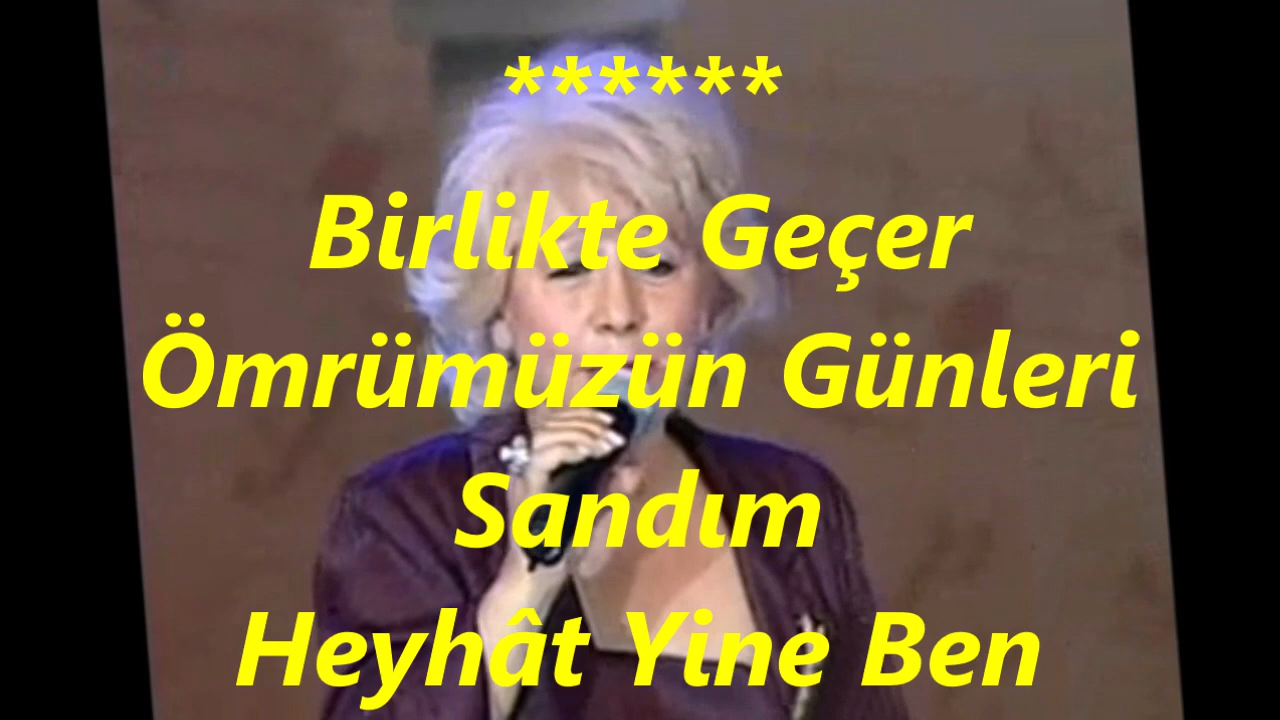 ******
Birlikte Geçer
Ömrümüzün Günleri
Sandım
Heyhât Yine Ben